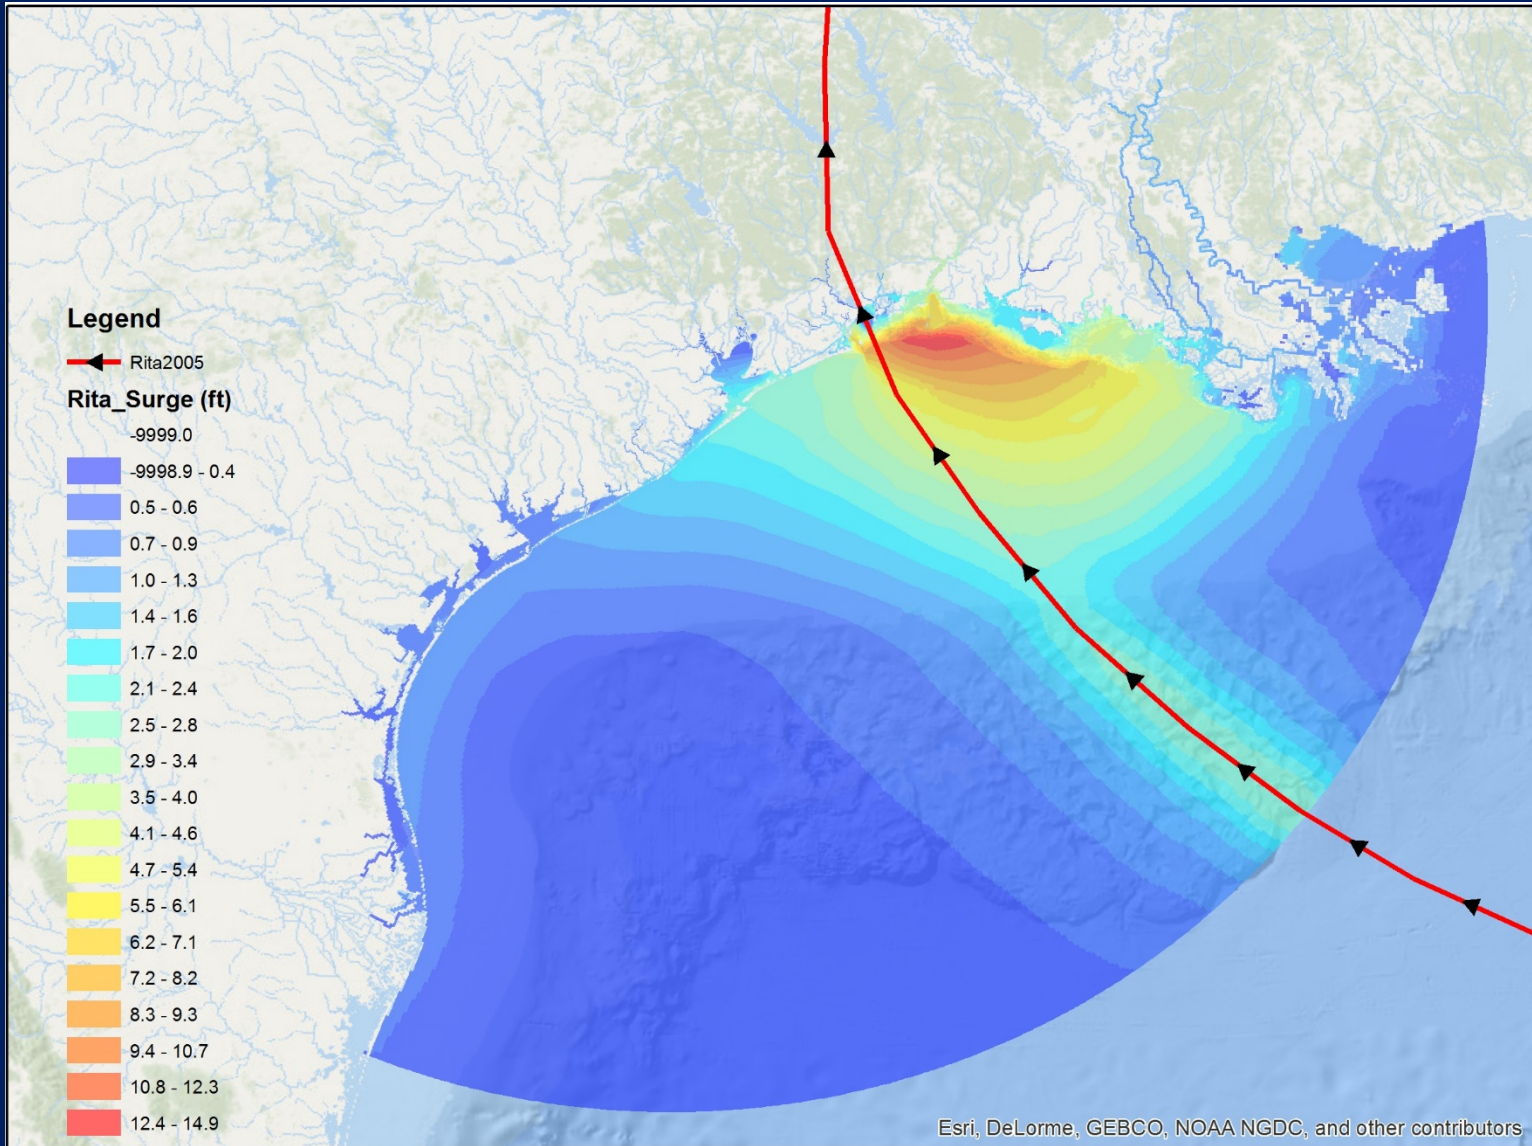 Legend
Rita2005
Rita_Surge (ft)
-9999.0
-9998.9 - 0.4
0.5 - 0.6
0.7 - 0.9
1.0 - 1.3
1.4 - 1.6
1.7 - 2.0
2.1 - 2.4
2.5 - 2.8
2.9 - 3.4
3.5 - 4.0
4.1 - 4.6
4.7 - 5.4
5.5 - 6.1
6.2 - 7.1
7.2 - 8.2
8.3 - 9.3
9.4 - 10.7
10.8 - 12.3
12.4 - 14.9
Esri, DeLorme, GEBCO, NOAA NGDC, and other contributors